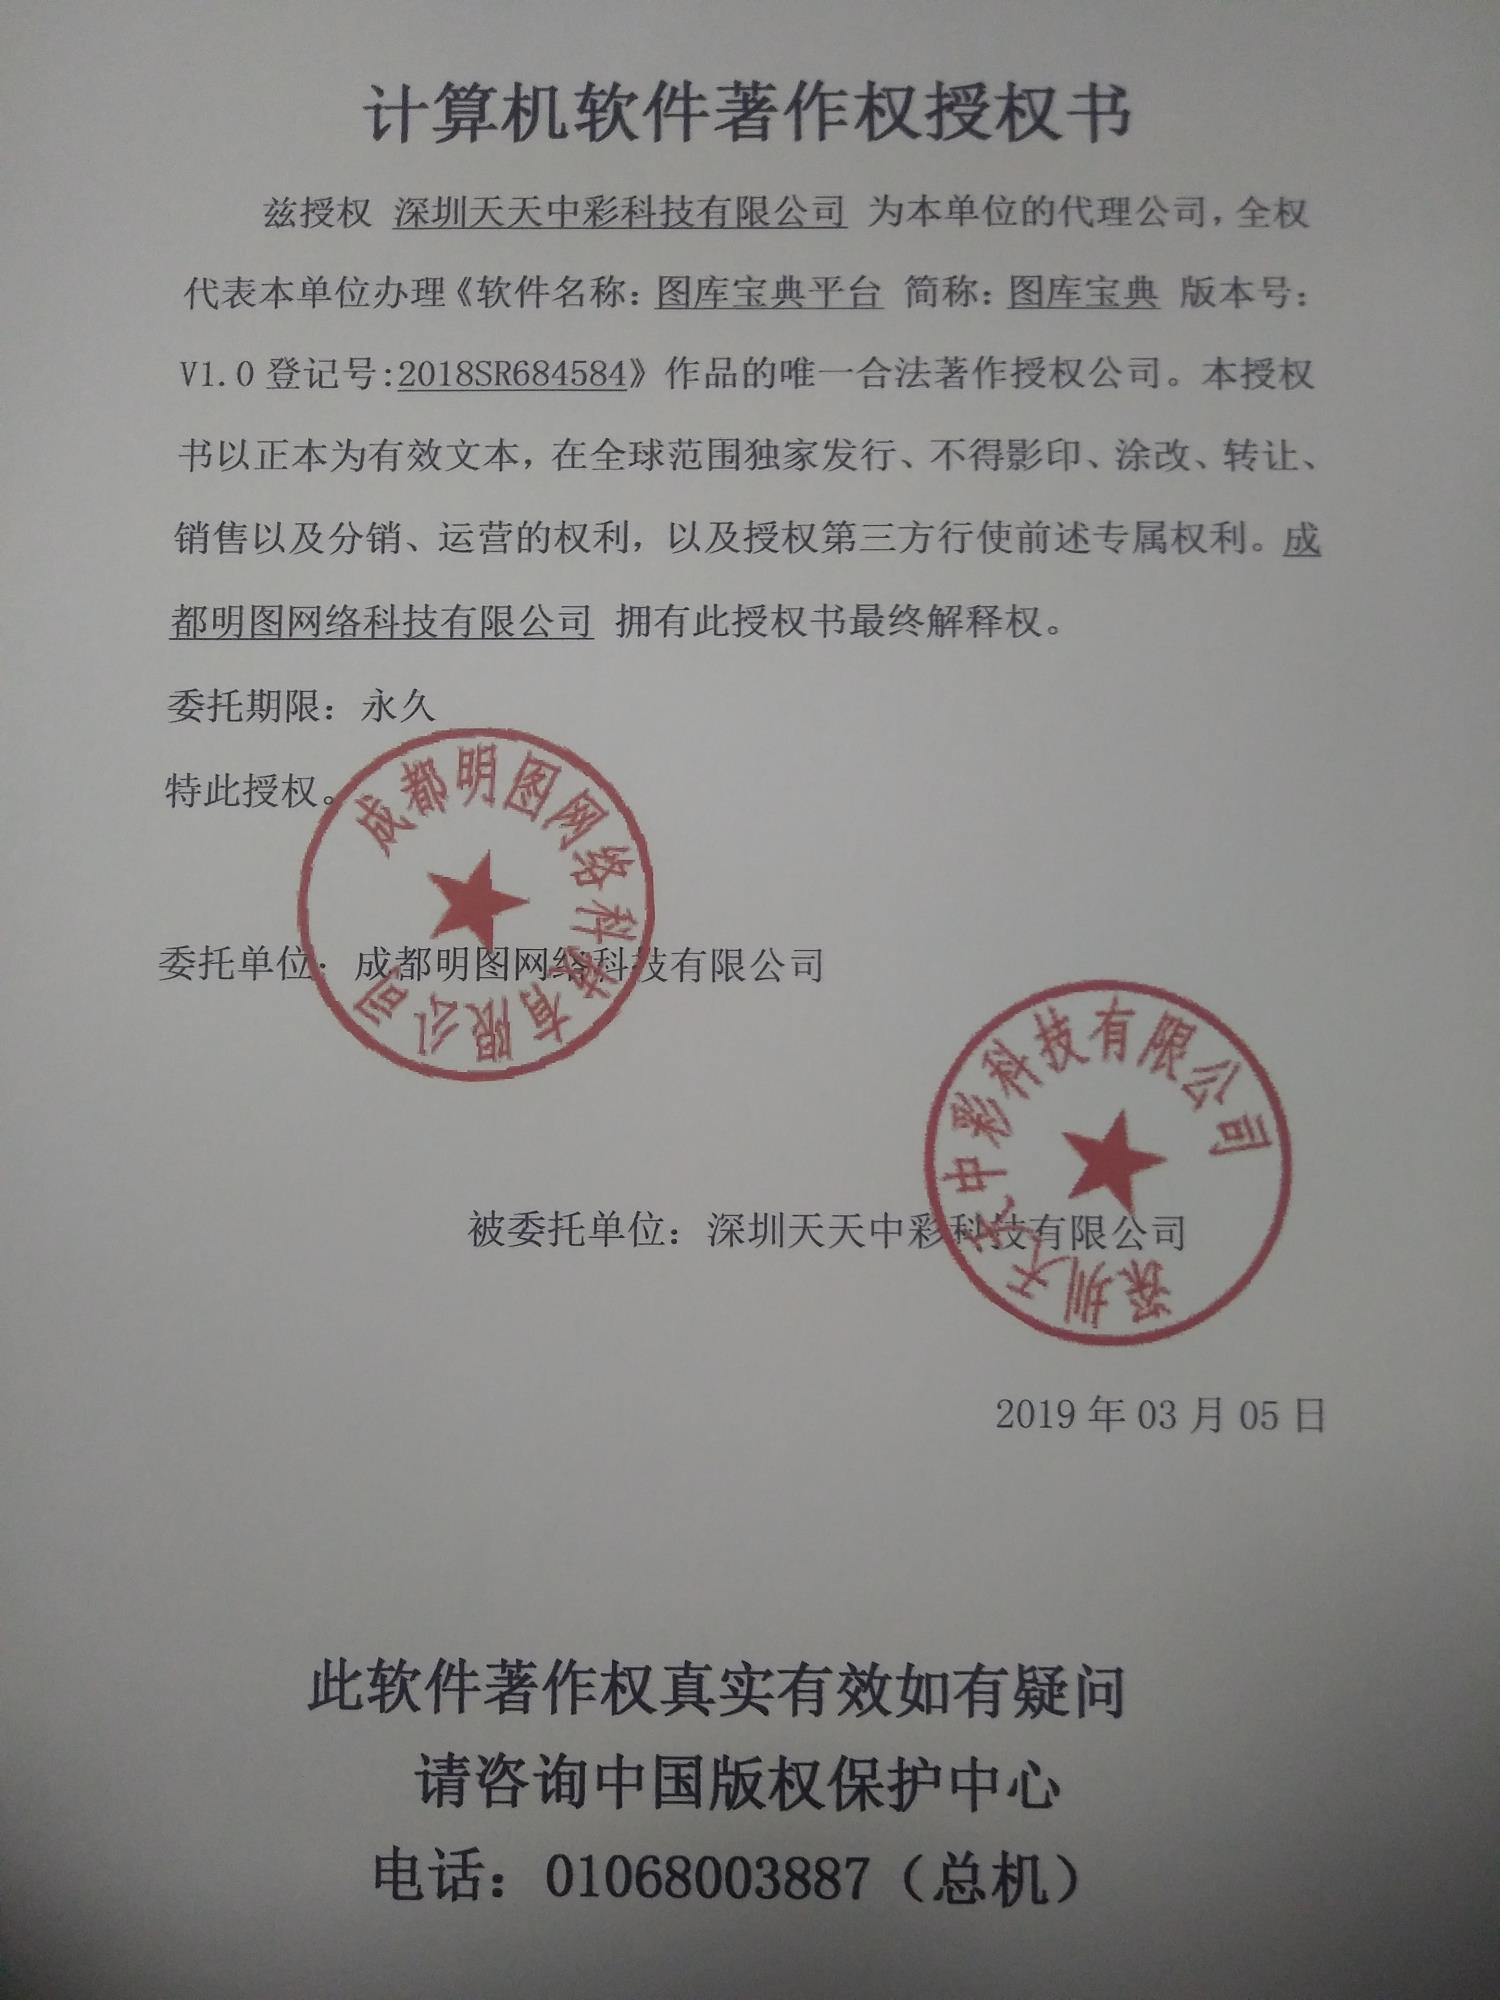 计算机软件著作权授权书
兹授权 深圳天天中彩科技有限公司 为本单位的代理公司，全权
代表本单位办理《软件名称：图库宝典平台 简称：图库宝典 版本号：
V1.0 登记号:2018SR684584》作品的唯一合法著作授权公司。本授权
书以正本为有效文本，在全球范围独家发行、不得影印、涂改、转让、
销售以及分销、运营的权利，以及授权第三方行使前述专属权利。成
都明图网络科技有限公司 拥有此授权书最终解释权。
委托期限：永久
特此授权。
成都明图网络科技有限公司
委托单位：成都明图网络科技有限公司
深圳天天中彩科技有限公司
被委托单位：深圳天天中彩科技有限公司
2019 年 03 月 05 日
此软件著作权真实有效如有疑问
请咨询中国版权保护中心
电话：01068003887（总机）